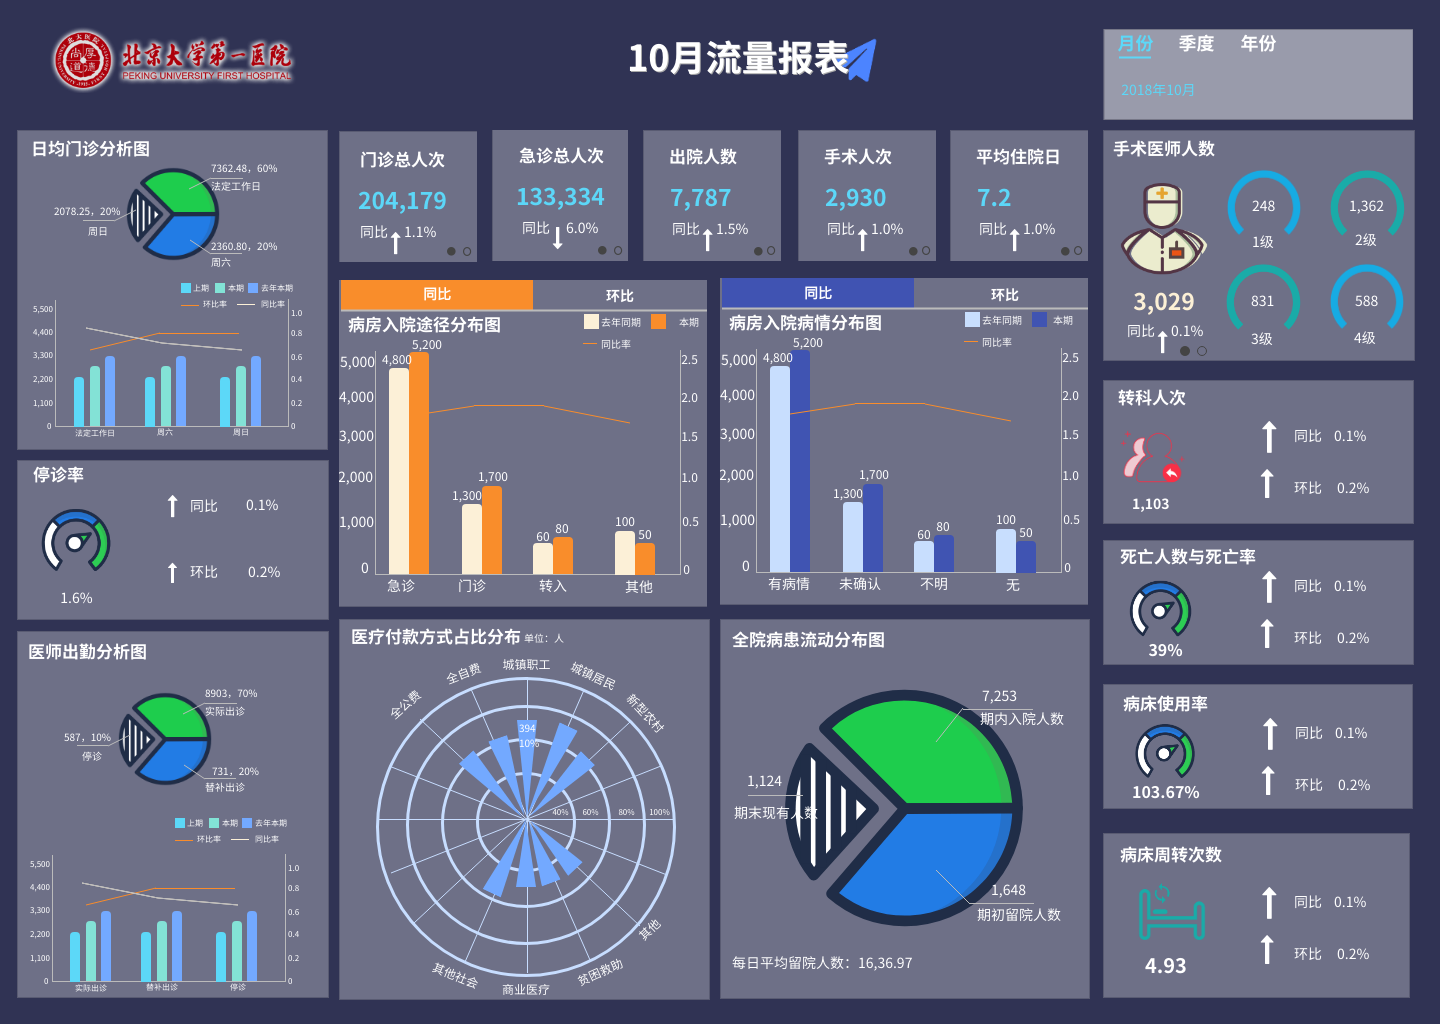 北京大学第一医院
PEKING UNIVERSITY FIRST HOSPITAL
10月流量报表
月份 季度 年份
2018年10月
日均门诊分析图
7362.48，60%
法定工作日
2078.25，20%
周日
2360.80，20%
周六
上期 本期 去年本期
环比率 同比率
5,500
4,400
3,300
2,200
1,100
0
1.0
0.8
0.6
0.4
0.2
0
法定工作日 周六 周日
门诊总人次
204,179
同比 1.1%
急诊总人次
133,334
同比 6.0%
出院人数
7,787
同比 1.5%
手术人次
2,930
同比 1.0%
平均住院日
7.2
同比 1.0%
手术医师人数
3,029
同比 0.1%
248
1级
1,362
2级
831
3级
588
4级
同比 环比
病房入院途径分布图
去年同期 本期
同比率
5,000
4,000
3,000
2,000
1,000
0
4,800 5,200
1,300 1,700
60 80
100 50
2.5
2.0
1.5
1.0
0.5
0
急诊 门诊 转入 其他
同比 环比
病房入院病情分布图
去年同期 本期
同比率
5,000
4,000
3,000
2,000
1,000
0
4,800 5,200
1,300 1,700
60 80
100 50
2.5
2.0
1.5
1.0
0.5
0
有病情 未确认 不明 无
转科人次
1,103
同比 0.1%
环比 0.2%
停诊率
1.6%
同比 0.1%
环比 0.2%
死亡人数与死亡率
39%
同比 0.1%
环比 0.2%
医师出勤分析图
8903，70%
实际出诊
587，10%
停诊
731，20%
替补出诊
上期 本期 去年本期
环比率 同比率
5,500
4,400
3,300
2,200
1,100
0
1.0
0.8
0.6
0.4
0.2
0
实际出诊 替补出诊 停诊
医疗付款方式占比分布 单位：人
全公费
全自费
城镇职工
城镇居民
新型农村
394
10%
40% 60% 80% 100%
其他社会
商业医疗
贫困救助
其他
全院病患流动分布图
7,253
期内入院人数
1,124
期末现有人数
1,648
期初留院人数
每日平均留院人数：16,36.97
病床使用率
103.67%
同比 0.1%
环比 0.2%
病床周转次数
4.93
同比 0.1%
环比 0.2%